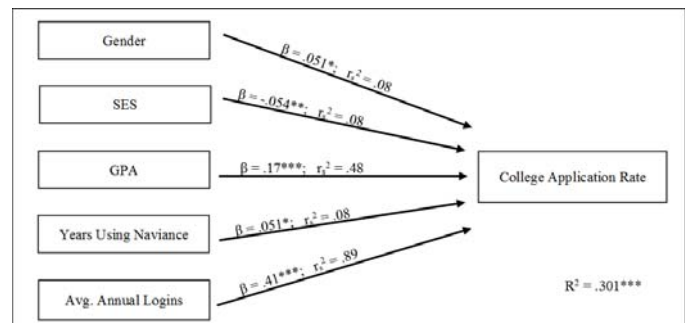 Gender
β = .051*; rₛ² = .08
SES
β = -.054**; rₛ² = .08
GPA
β = .17***; rₛ² = .48
College Application Rate
Years Using Naviance
β = .051*; rₛ² = .08
Avg. Annual Logins
β = .41***; rₛ² = .89
R² = .301***